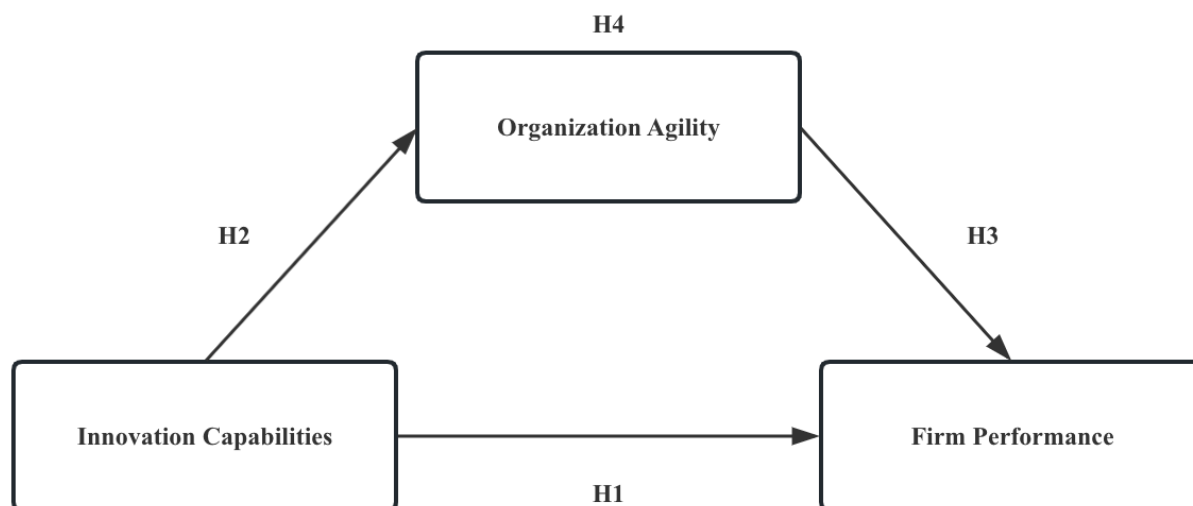 H4
Organization Agility
H2
H3
Innovation Capabilities
Firm Performance
H1